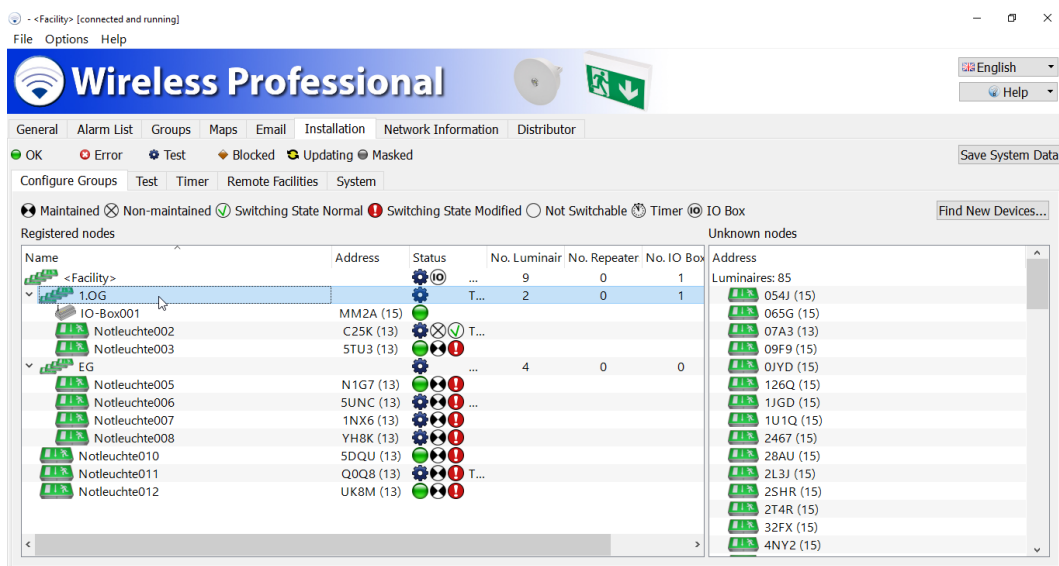 - <Facility> [connected and running]
File Options Help
Wireless Professional
English
Help
General Alarm List Groups Maps Email Installation Network Information Distributor
OK Error Test Blocked Updating Masked
Save System Data
Configure Groups Test Timer Remote Facilities System
Maintained Non-maintained Switching State Normal Switching State Modified Not Switchable Timer IO IO Box
Find New Devices...
Registered nodes
Unknown nodes
Name Address Status No. Luminair No. Repeater No. IO Box
Address
<Facility> IO ... 9 0 1
Luminaires: 85
1.OG T... 2 0 1
054J (15)
IO-Box001 MM2A (15)
065G (15)
Notleuchte002 C25K (13) T...
07A3 (13)
Notleuchte003 5TU3 (13)
09F9 (15)
EG ... 4 0 0
0JYD (15)
Notleuchte005 N1G7 (13)
126Q (15)
Notleuchte006 5UNC (13) ...
1JGD (15)
Notleuchte007 1NX6 (13)
1U1Q (15)
Notleuchte008 YH8K (13)
2467 (15)
Notleuchte010 5DQU (13)
28AU (15)
Notleuchte011 Q0Q8 (13) T...
2L3J (15)
Notleuchte012 UK8M (13)
2SHR (15)
2T4R (15)
32FX (15)
4NY2 (15)